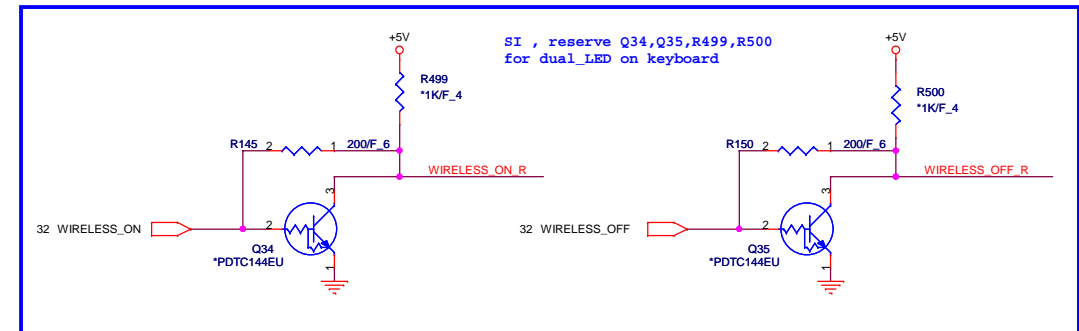 SI , reserve Q34,Q35,R499,R500
for dual_LED on keyboard
+5V
R499
*1K/F_4
R145 2 1 200/F_6
WIRELESS_ON_R
3
32 WIRELESS_ON
2
Q34
*PDTC144EU
1
+5V
R500
*1K/F_4
R150 2 1 200/F_6
WIRELESS_OFF_R
3
32 WIRELESS_OFF
2
Q35
*PDTC144EU
1